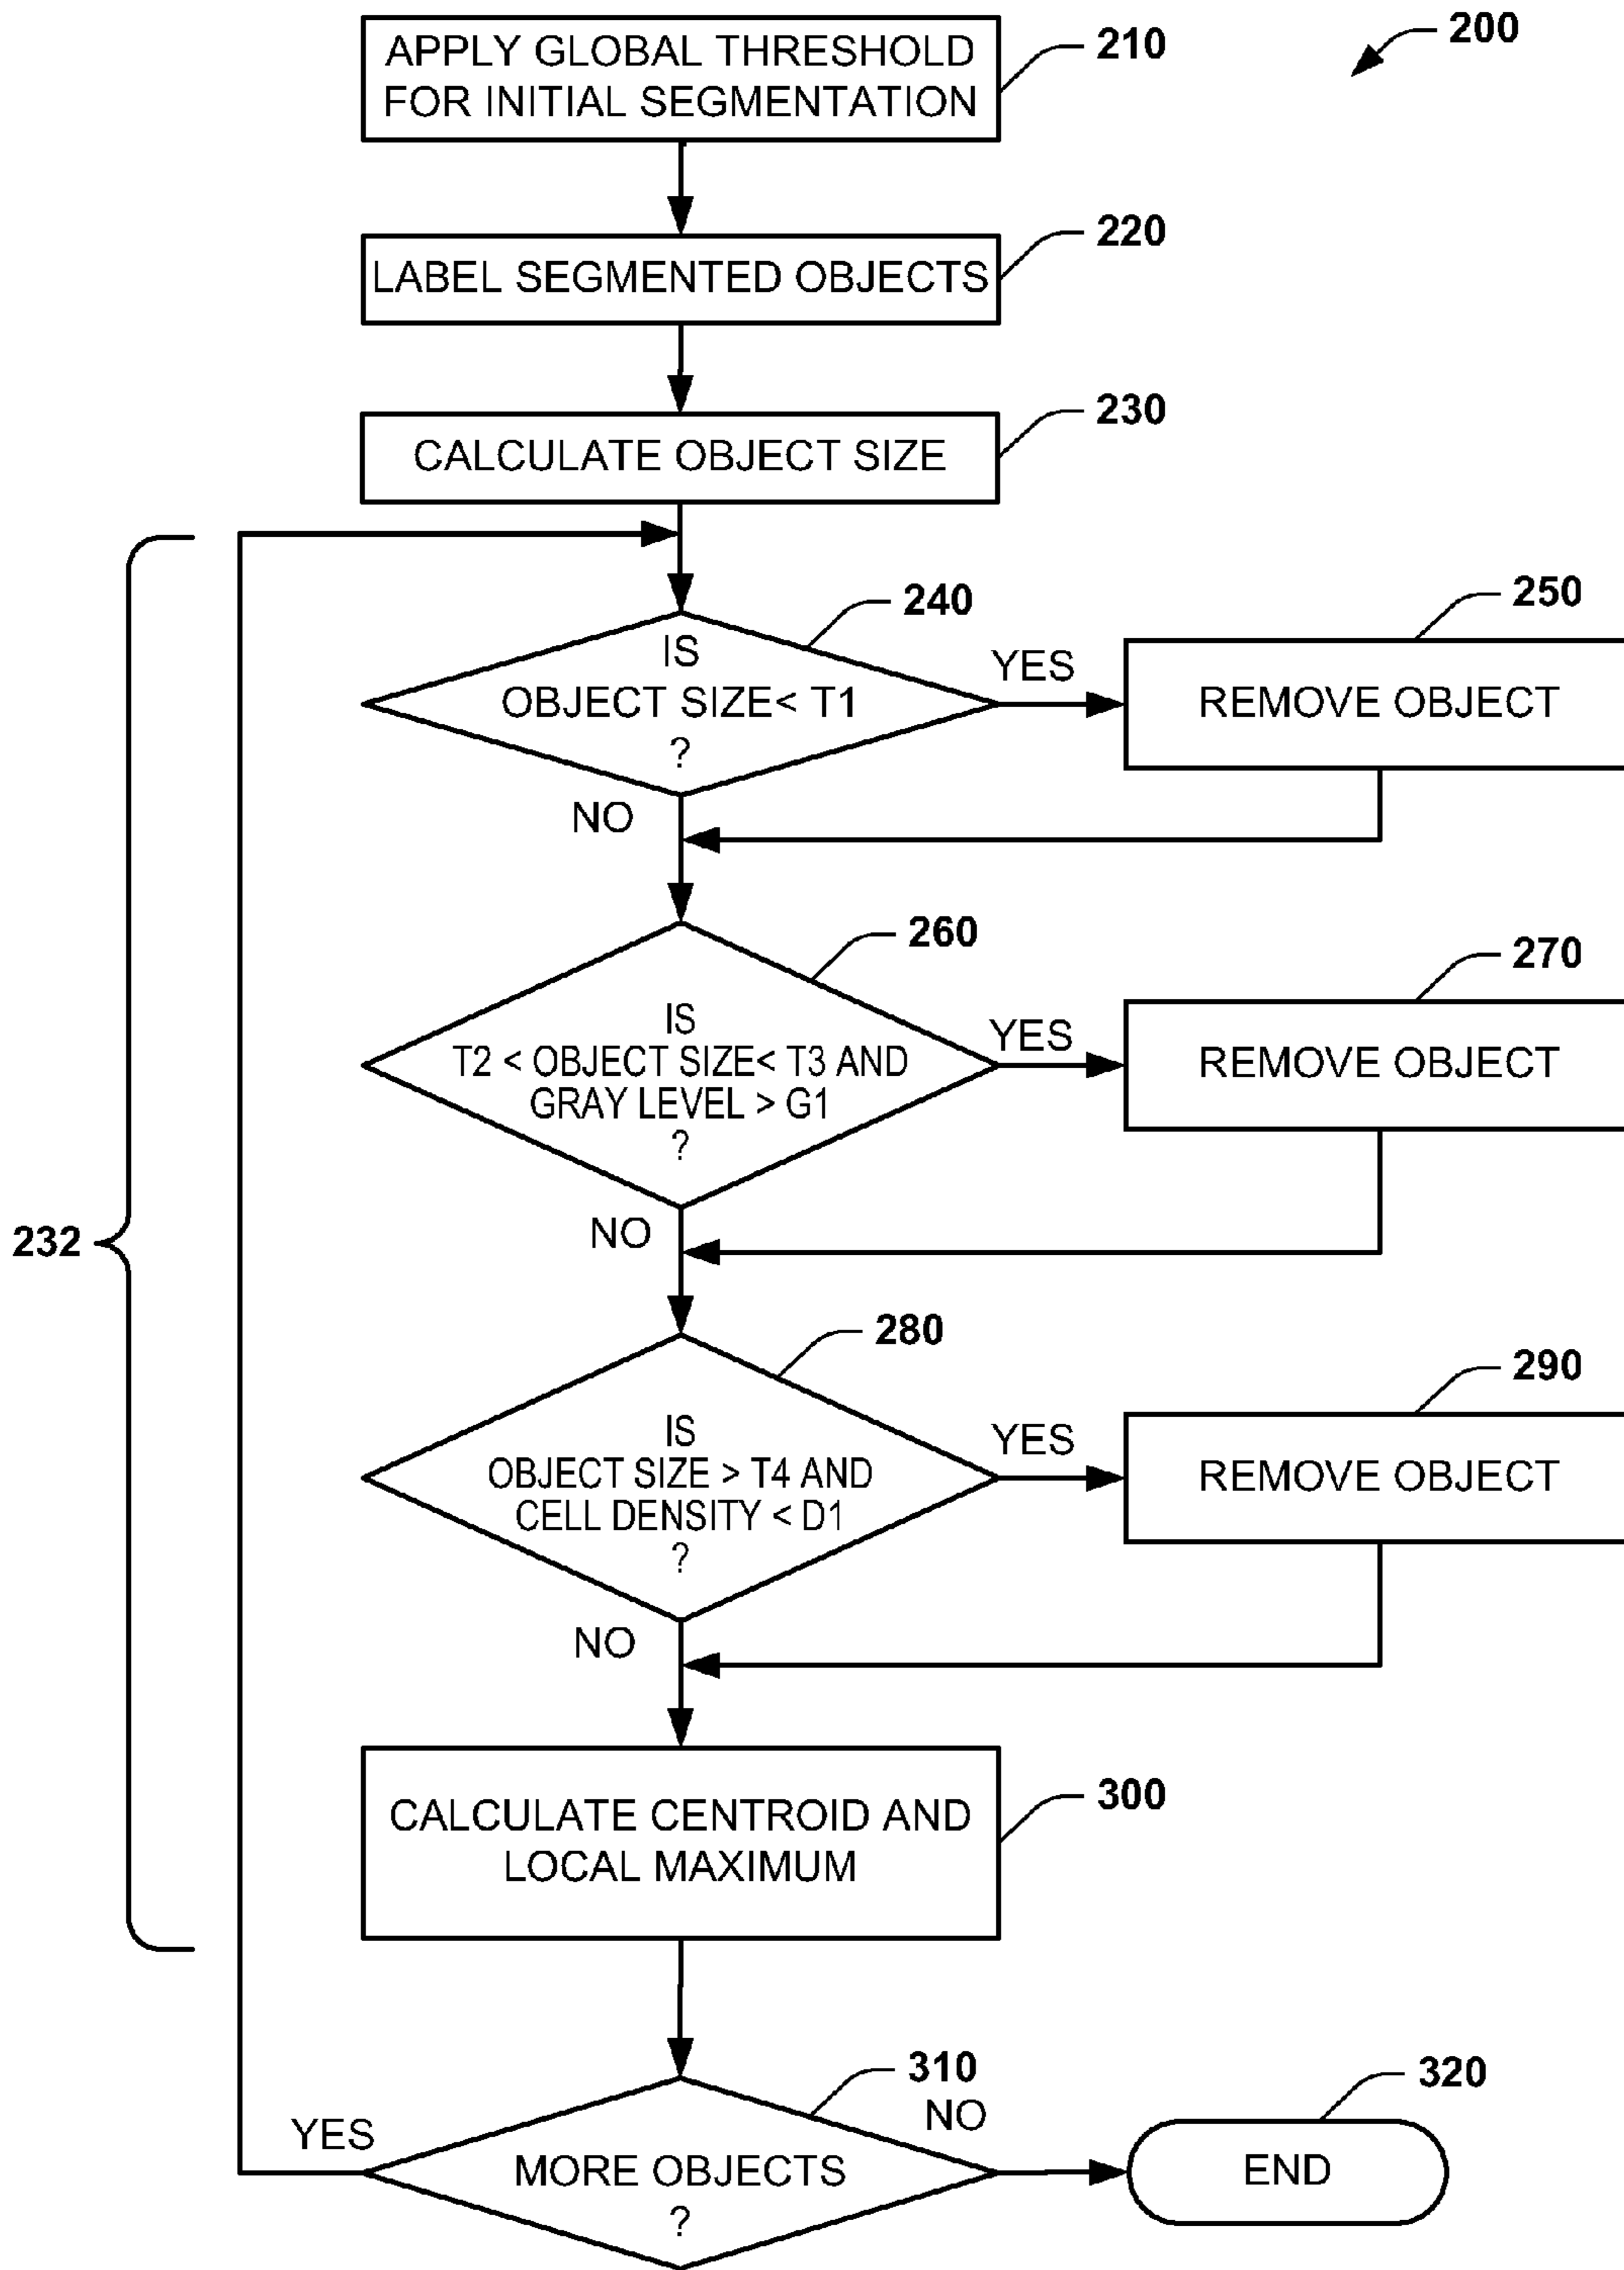 200
APPLY GLOBAL THRESHOLD
FOR INITIAL SEGMENTATION
210
LABEL SEGMENTED OBJECTS
220
CALCULATE OBJECT SIZE
230
232
IS
OBJECT SIZE< T1
?
240
YES
NO
REMOVE OBJECT
250
IS
T2 < OBJECT SIZE< T3 AND
GRAY LEVEL > G1
?
260
YES
NO
REMOVE OBJECT
270
IS
OBJECT SIZE > T4 AND
CELL DENSITY < D1
?
280
YES
NO
REMOVE OBJECT
290
CALCULATE CENTROID AND
LOCAL MAXIMUM
300
MORE OBJECTS
?
310
YES
NO
END
320